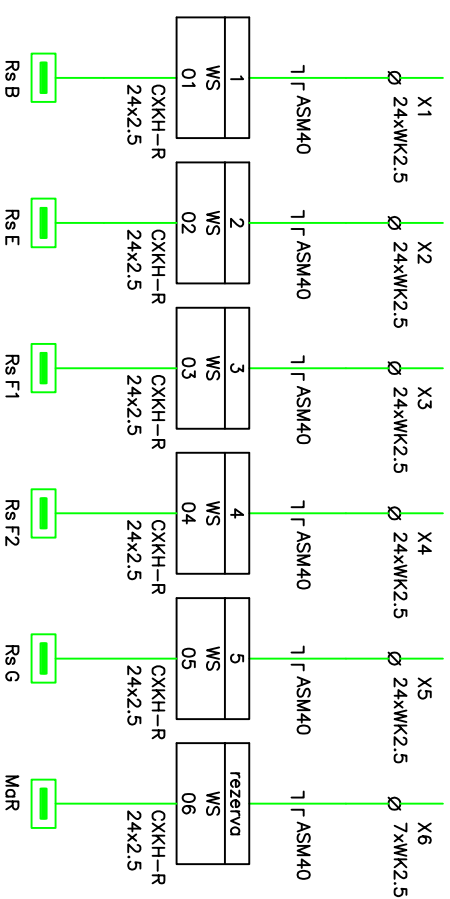 X1
24xWK2.5
ASM40
1
WS
01
CXKH-R
24x2.5
Rs B
X2
24xWK2.5
ASM40
2
WS
02
CXKH-R
24x2.5
Rs E
X3
24xWK2.5
ASM40
3
WS
03
CXKH-R
24x2.5
Rs F1
X4
24xWK2.5
ASM40
4
WS
04
CXKH-R
24x2.5
Rs F2
X5
24xWK2.5
ASM40
5
WS
05
CXKH-R
24x2.5
Rs G
X6
7xWK2.5
ASM40
rezerva
WS
06
CXKH-R
24x2.5
MaR